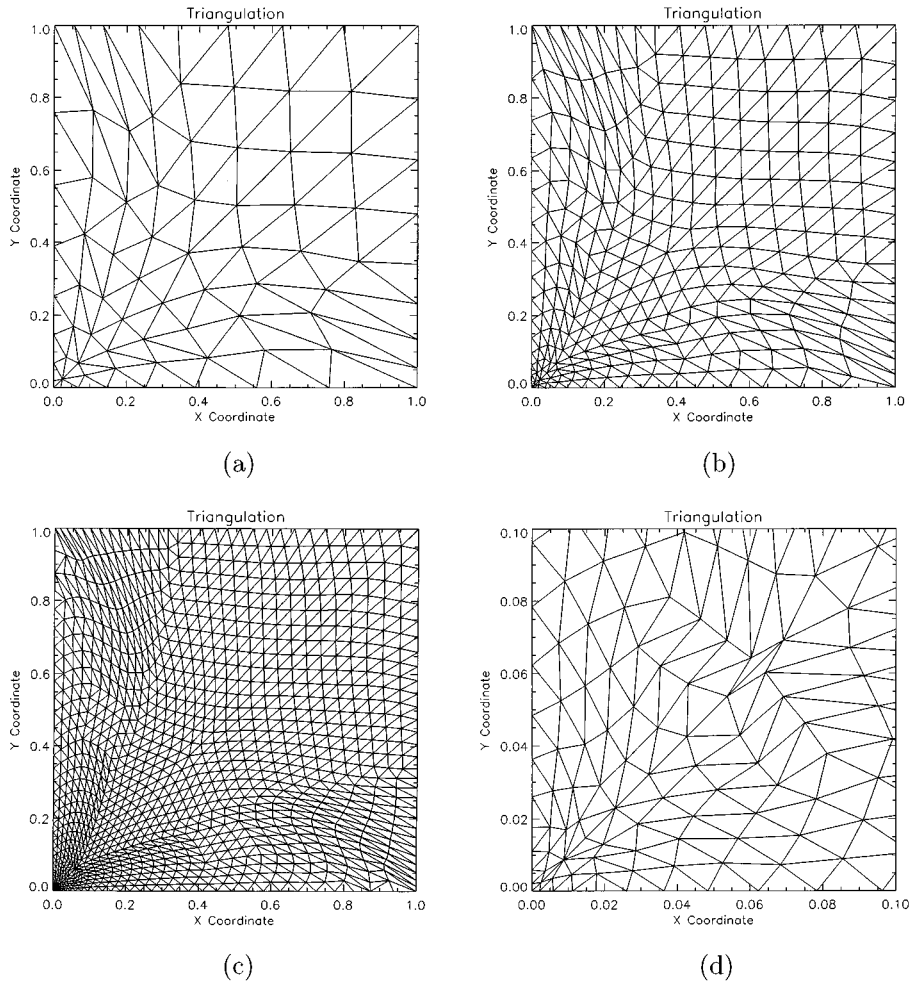 Triangulation
1.0
0.8
0.6
0.4
0.2
0.0
Y Coordinate
0.0 0.2 0.4 0.6 0.8 1.0
X Coordinate
(a)
Triangulation
1.0
0.8
0.6
0.4
0.2
0.0
Y Coordinate
0.0 0.2 0.4 0.6 0.8 1.0
X Coordinate
(b)
Triangulation
1.0
0.8
0.6
0.4
0.2
0.0
Y Coordinate
0.0 0.2 0.4 0.6 0.8 1.0
X Coordinate
(c)
Triangulation
0.10
0.08
0.06
0.04
0.02
0.00
Y Coordinate
0.00 0.02 0.04 0.06 0.08 0.10
X Coordinate
(d)